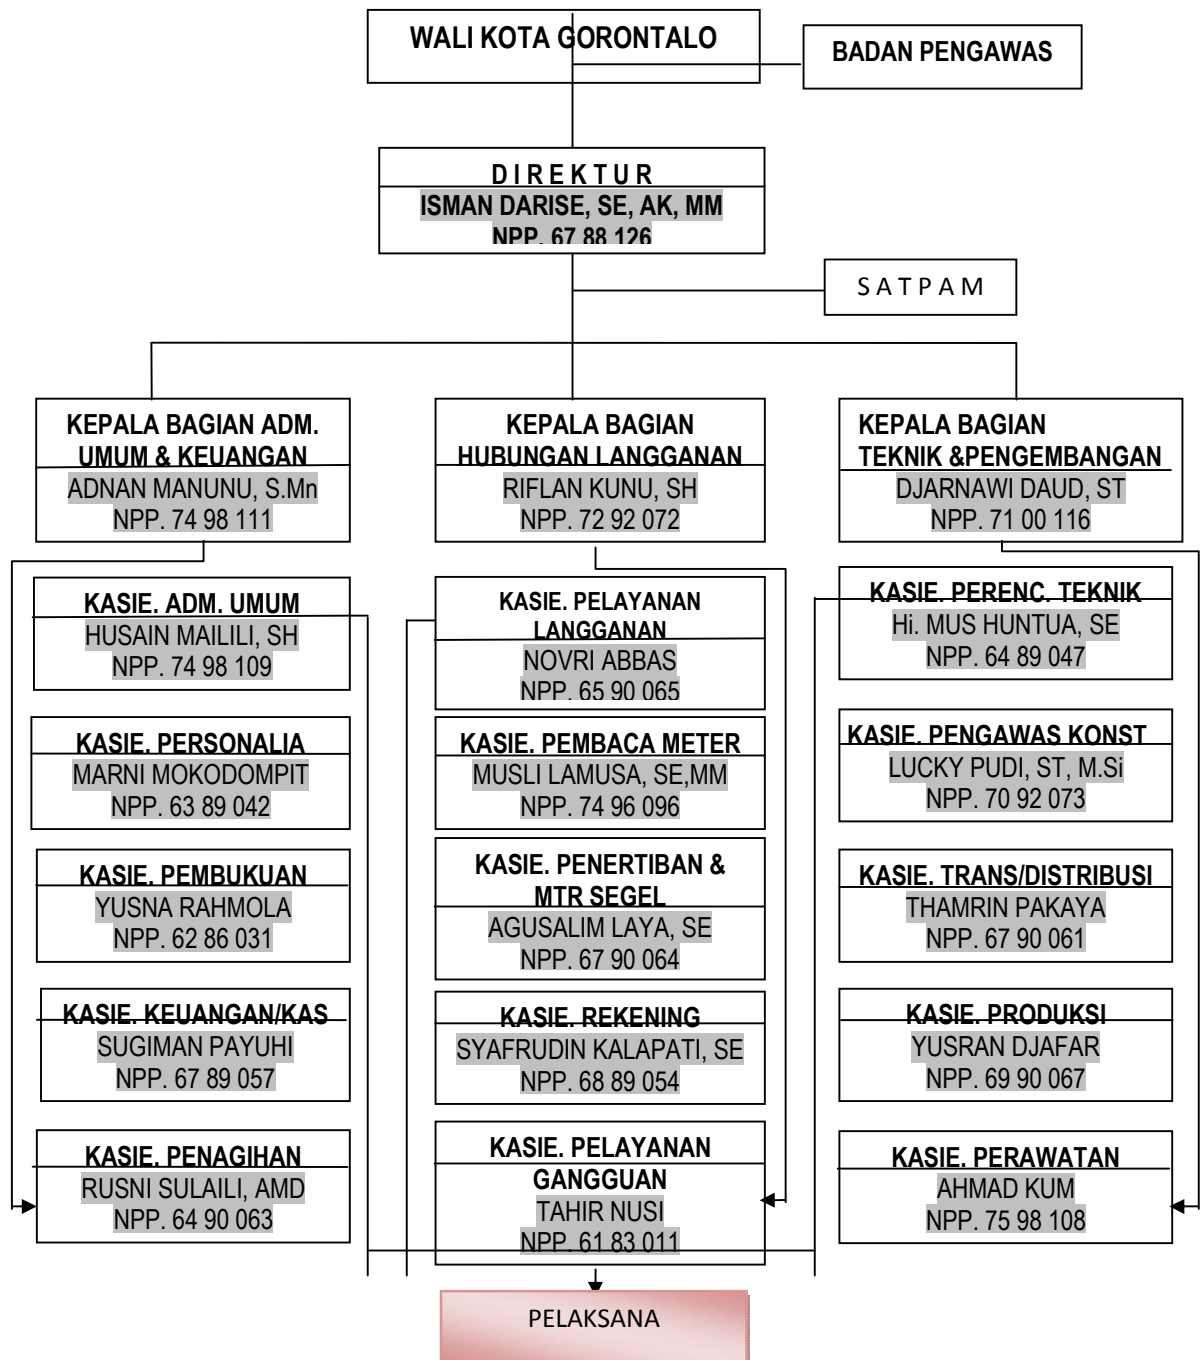 WALI KOTA GORONTALO
BADAN PENGAWAS
D I R E K T U R
ISMAN DARISE, SE, AK, MM
NPP. 67 88 126
S A T P A M
KEPALA BAGIAN ADM.
UMUM & KEUANGAN
ADNAN MANUNU, S.Mn
NPP. 74 98 111
KEPALA BAGIAN
HUBUNGAN LANGGANAN
RIFLAN KUNU, SH
NPP. 72 92 072
KEPALA BAGIAN
TEKNIK &PENGEMBANGAN
DJARNAWI DAUD, ST
NPP. 71 00 116
KASIE. ADM. UMUM
HUSAIN MAILILI, SH
NPP. 74 98 109
KASIE. PELAYANAN
LANGGANAN
NOVRI ABBAS
NPP. 65 90 065
KASIE. PERENC. TEKNIK
Hi. MUS HUNTUA, SE
NPP. 64 89 047
KASIE. PERSONALIA
MARNI MOKODOMPIT
NPP. 63 89 042
KASIE. PEMBACA METER
MUSLI LAMUSA, SE,MM
NPP. 74 96 096
KASIE. PENGAWAS KONST
LUCKY PUDI, ST, M.Si
NPP. 70 92 073
KASIE. PEMBUKUAN
YUSNA RAHMOLA
NPP. 62 86 031
KASIE. PENERTIBAN &
MTR SEGEL
AGUSALIM LAYA, SE
NPP. 67 90 064
KASIE. TRANS/DISTRIBUSI
THAMRIN PAKAYA
NPP. 67 90 061
KASIE. KEUANGAN/KAS
SUGIMAN PAYUHI
NPP. 67 89 057
KASIE. REKENING
SYAFRUDIN KALAPATI, SE
NPP. 68 89 054
KASIE. PRODUKSI
YUSRAN DJAFAR
NPP. 69 90 067
KASIE. PENAGIHAN
RUSNI SULAILI, AMD
NPP. 64 90 063
KASIE. PELAYANAN
GANGGUAN
TAHIR NUSI
NPP. 61 83 011
KASIE. PERAWATAN
AHMAD KUM
NPP. 75 98 108
PELAKSANA